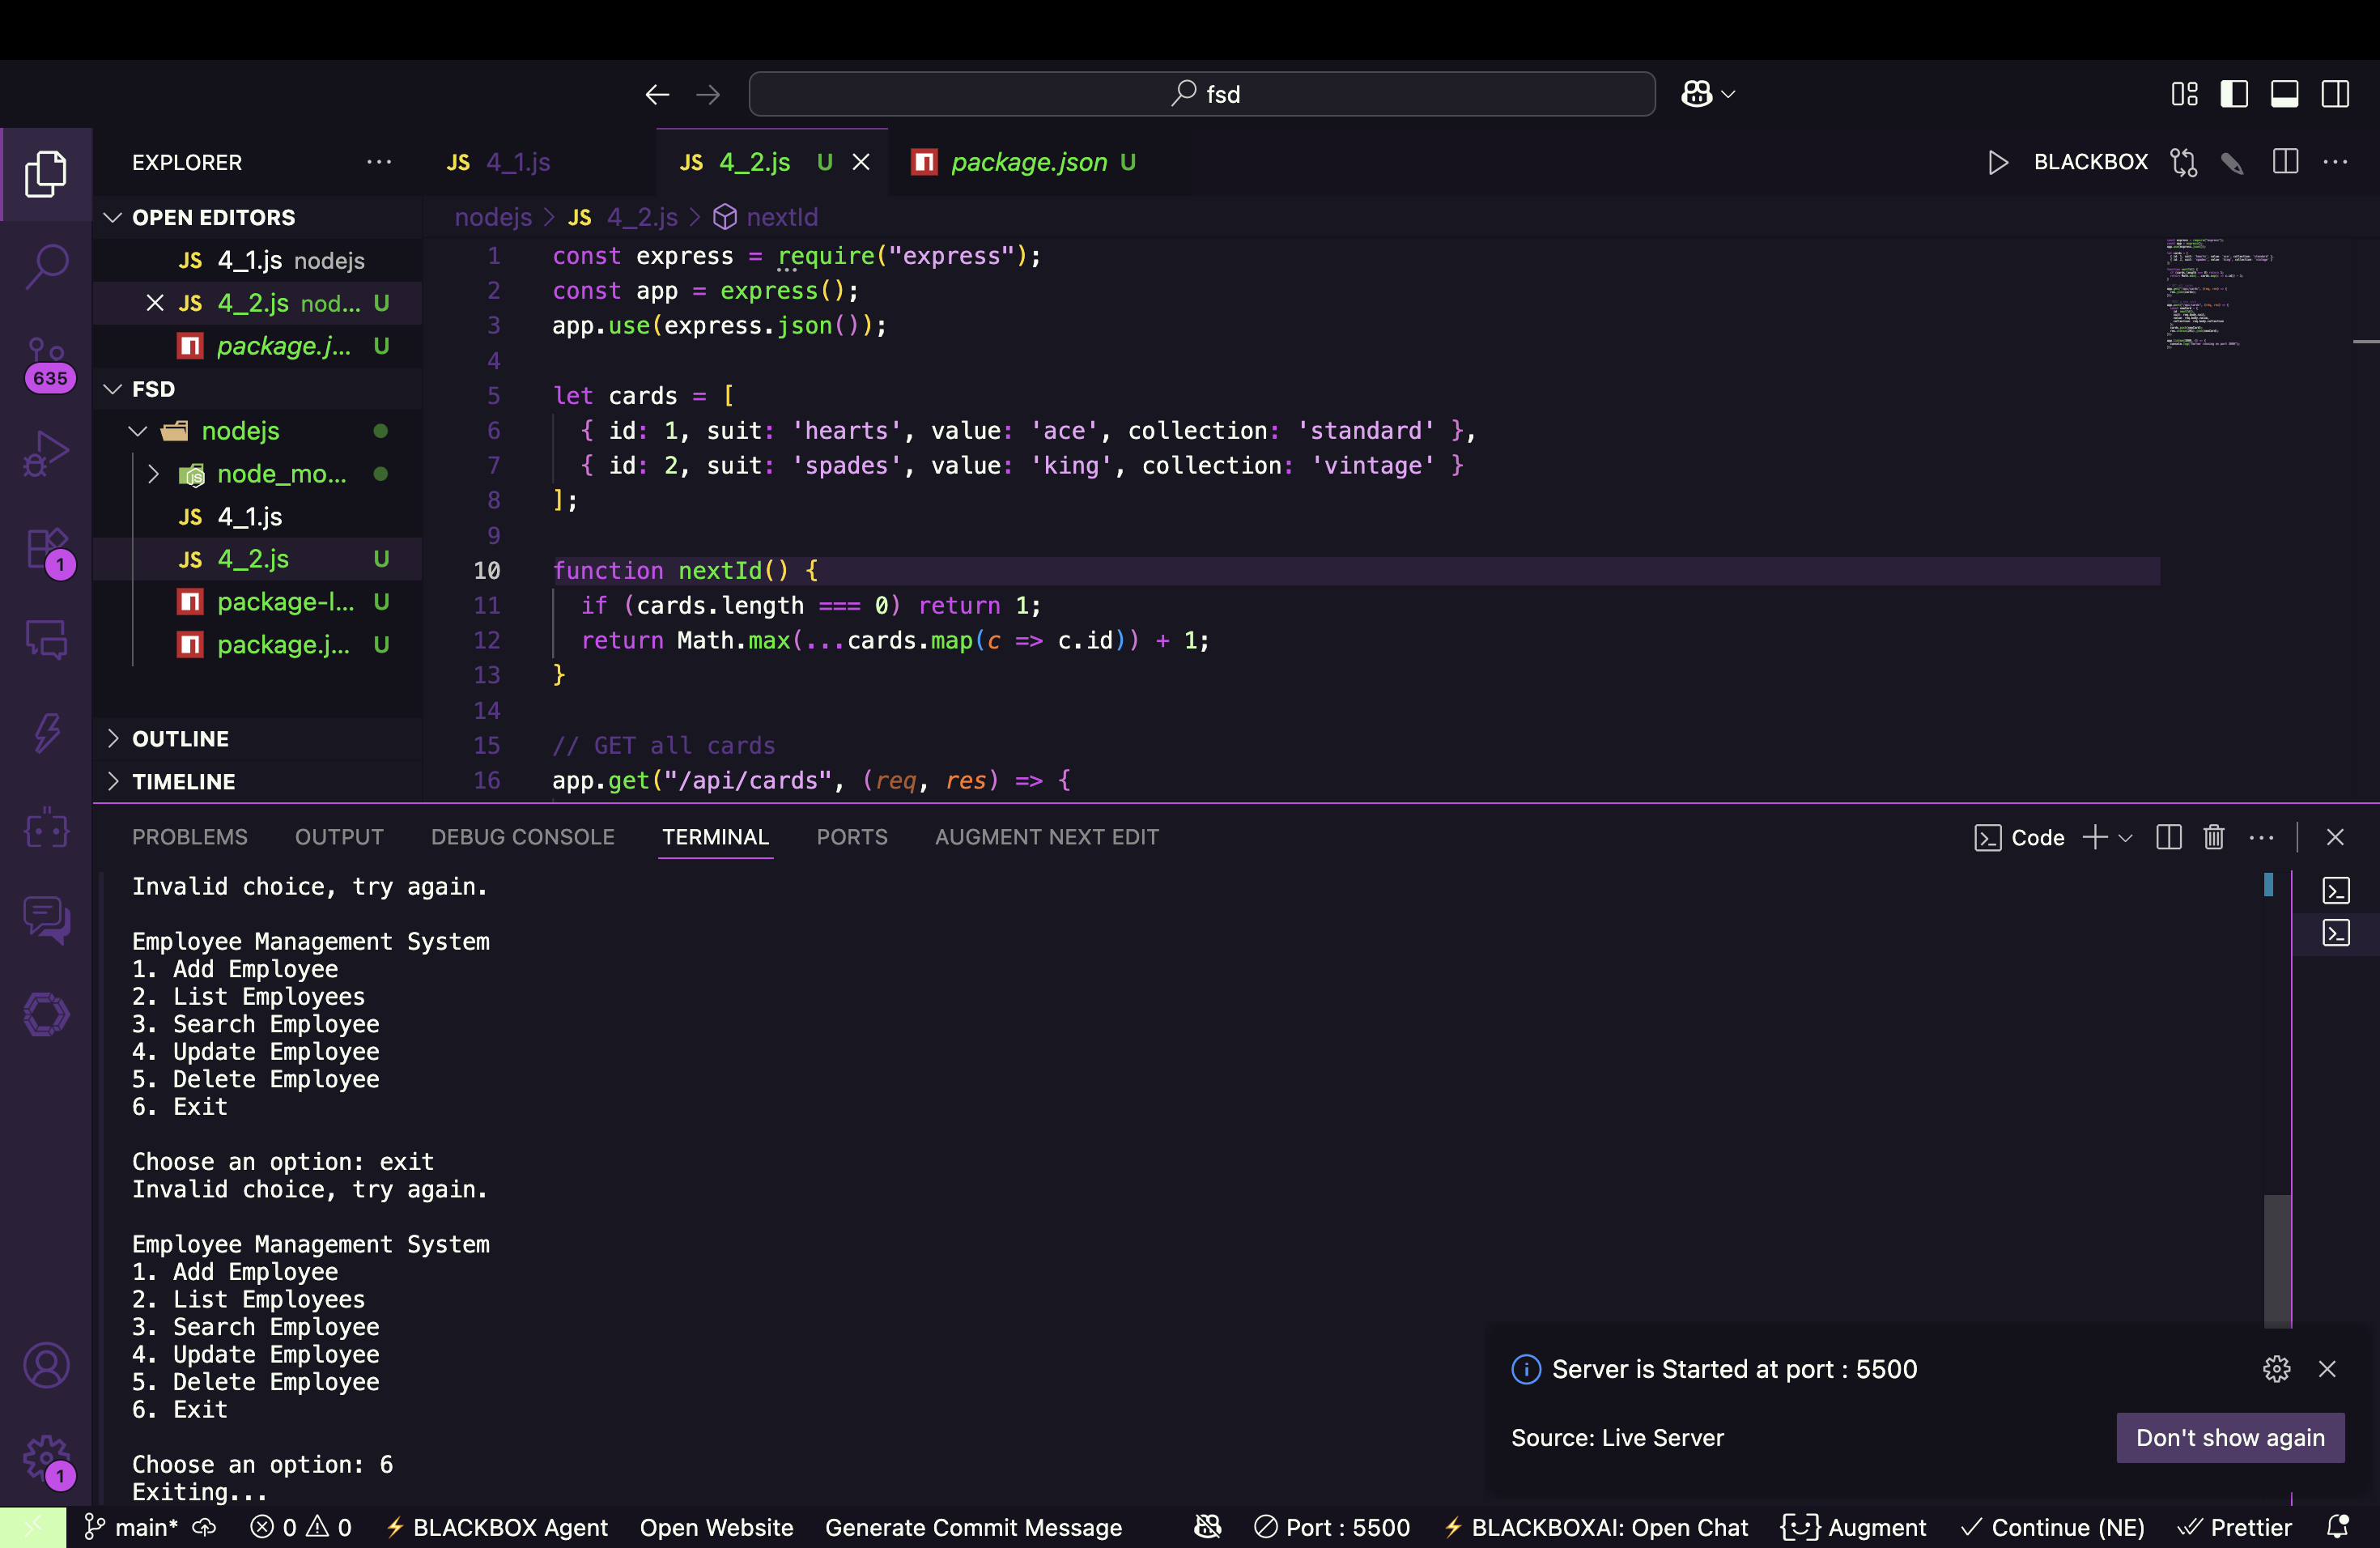 fsd
EXPLORER
JS 4_1.js
JS 4_2.js U
package.json U
BLACKBOX
OPEN EDITORS
JS 4_1.js nodejs
JS 4_2.js nod... U
package.j... U
635
FSD
nodejs
node_mo...
JS 4_1.js
JS 4_2.js U
package-l... U
package.j... U
1
OUTLINE
TIMELINE
1
nodejs > JS 4_2.js > nextId
1 const express = require("express");
2 const app = express();
3 app.use(express.json());
4
5 let cards = [
6 { id: 1, suit: 'hearts', value: 'ace', collection: 'standard' },
7 { id: 2, suit: 'spades', value: 'king', collection: 'vintage' }
8 ];
9
10 function nextId() {
11 if (cards.length === 0) return 1;
12 return Math.max(...cards.map(c => c.id)) + 1;
13 }
14
15 // GET all cards
16 app.get("/api/cards", (req, res) => {
PROBLEMS OUTPUT DEBUG CONSOLE TERMINAL PORTS AUGMENT NEXT EDIT
Code
Invalid choice, try again.
Employee Management System
1. Add Employee
2. List Employees
3. Search Employee
4. Update Employee
5. Delete Employee
6. Exit
Choose an option: exit
Invalid choice, try again.
Employee Management System
1. Add Employee
2. List Employees
3. Search Employee
4. Update Employee
5. Delete Employee
6. Exit
Choose an option: 6
Exiting...
Server is Started at port : 5500
Source: Live Server
Don't show again
main* 0 0 BLACKBOX Agent Open Website Generate Commit Message Port : 5500 BLACKBOXAI: Open Chat Augment Continue (NE) Prettier